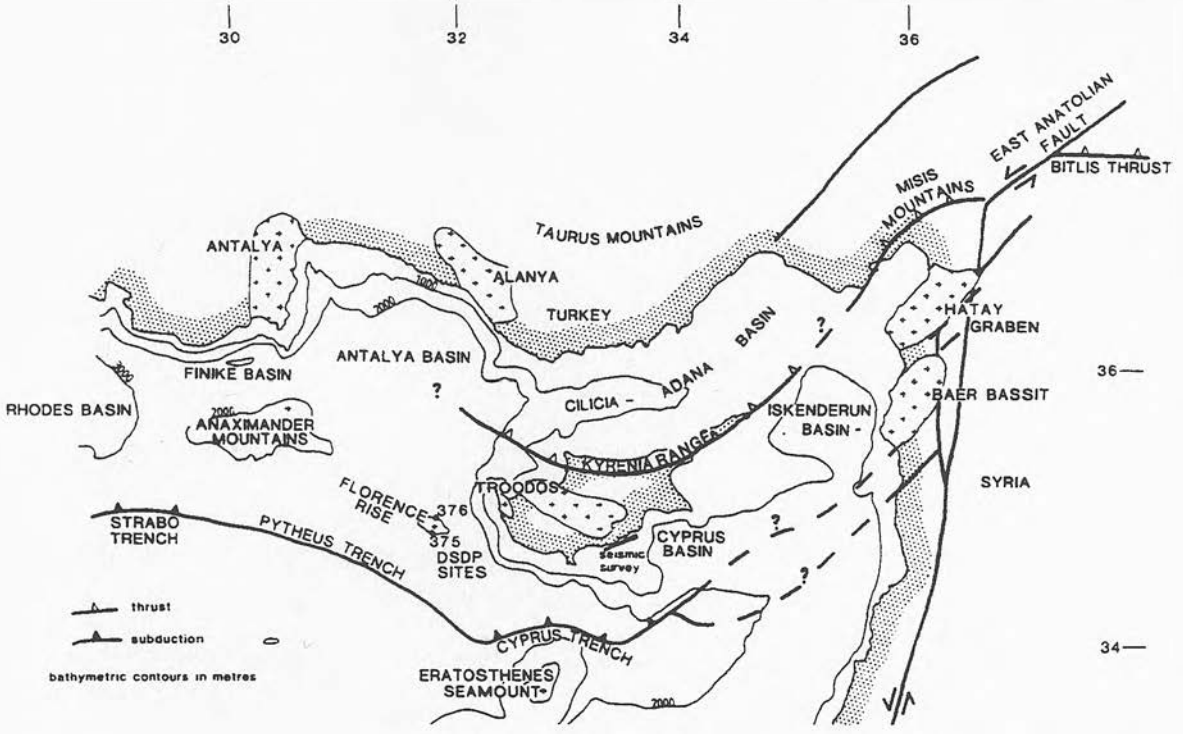 30
32
34
36
EAST ANATOLIAN
FAULT
BITLIS THRUST
MISIS
MOUNTAINS
TAURUS MOUNTAINS
ANTALYA
ALANYA
1000
2000
TURKEY
HATAY
GRABEN
BASIN
ADANA
CILICIA -
?
ANTALYA BASIN
?
FINIKE BASIN
3000
RHODES BASIN
2000
ANAXIMANDER
MOUNTAINS
36
BAER BASSIT
ISKENDERUN
BASIN -
KYRENIA RANGE
TROODOS
SYRIA
FLORENCE
RISE
376
375
DSDP
SITES
STRABO
TRENCH
PYTHEUS TRENCH
CYPRUS
BASIN
seismic
survey
?
?
thrust
subduction
bathymetric contours in metres
CYPRUS TRENCH
ERATOSTHENES
SEAMOUNT
2000
34